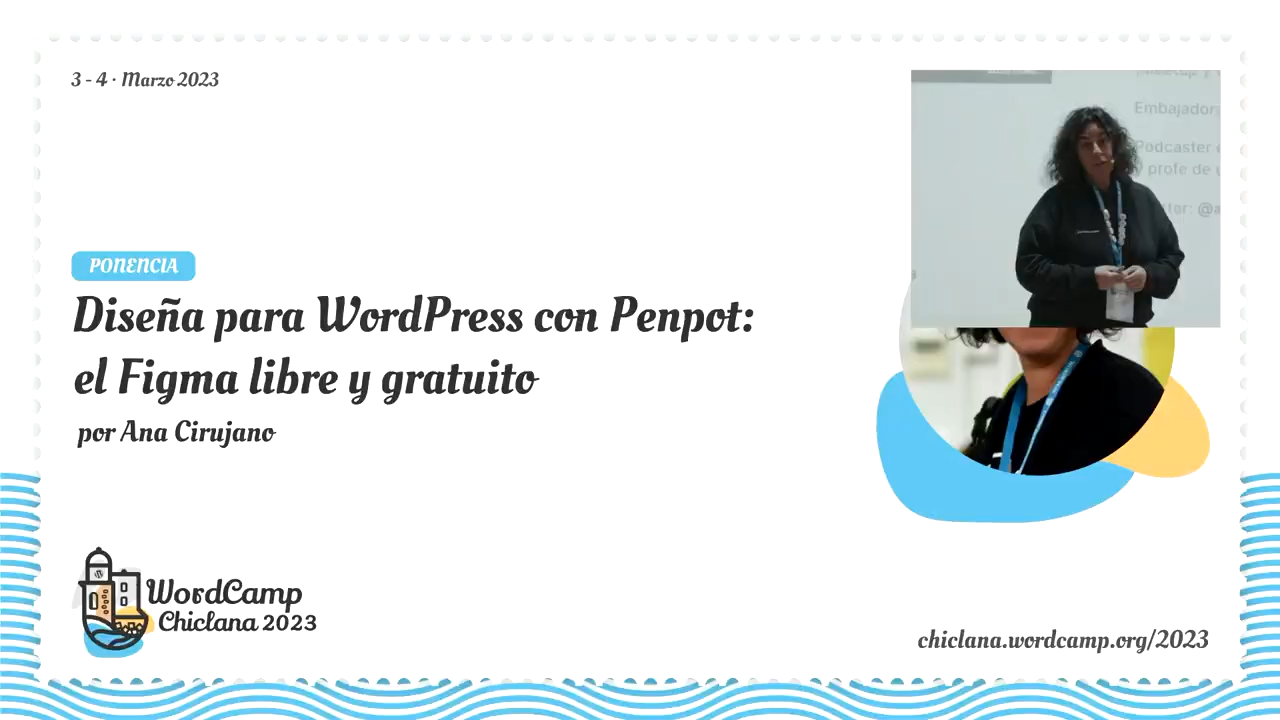 3 - 4 · Marzo 2023
Embajador
Podcaster
profe de
@a
PONENCIA
Diseña para WordPress con Penpot:
el Figma libre y gratuito
por Ana Cirujano
WordCamp
Chiclana 2023
chiclana.wordcamp.org/2023